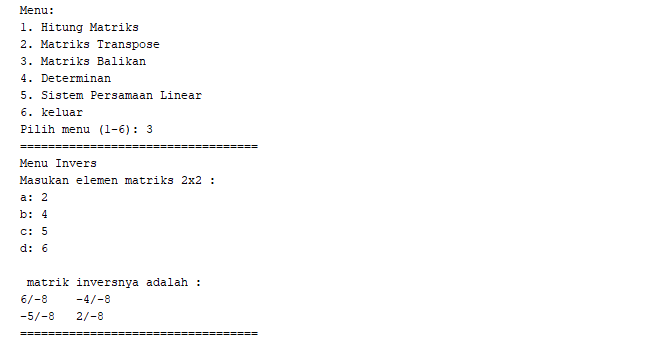 Menu:
1. Hitung Matriks
2. Matriks Transpose
3. Matriks Balikan
4. Determinan
5. Sistem Persamaan Linear
6. keluar
Pilih menu (1-6): 3
==================================
Menu Invers
Masukan elemen matriks 2x2 :
a: 2
b: 4
c: 5
d: 6
 matrik inversnya adalah :
6/-8    -4/-8
-5/-8   2/-8
==================================